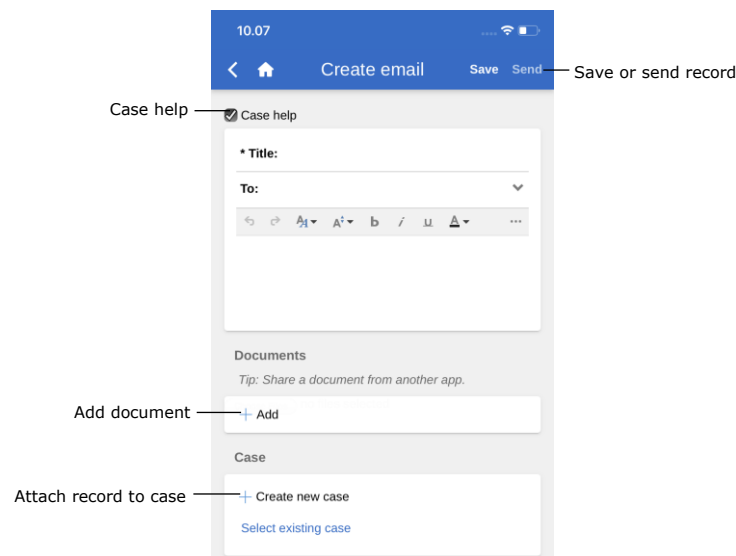 10.07
Create email Save Send
Save or send record
Case help
Case help
* Title:
To:
A A b i u A ...
Documents
Tip: Share a document from another app.
Add document
+ Add
Case
Attach record to case
+ Create new case
Select existing case